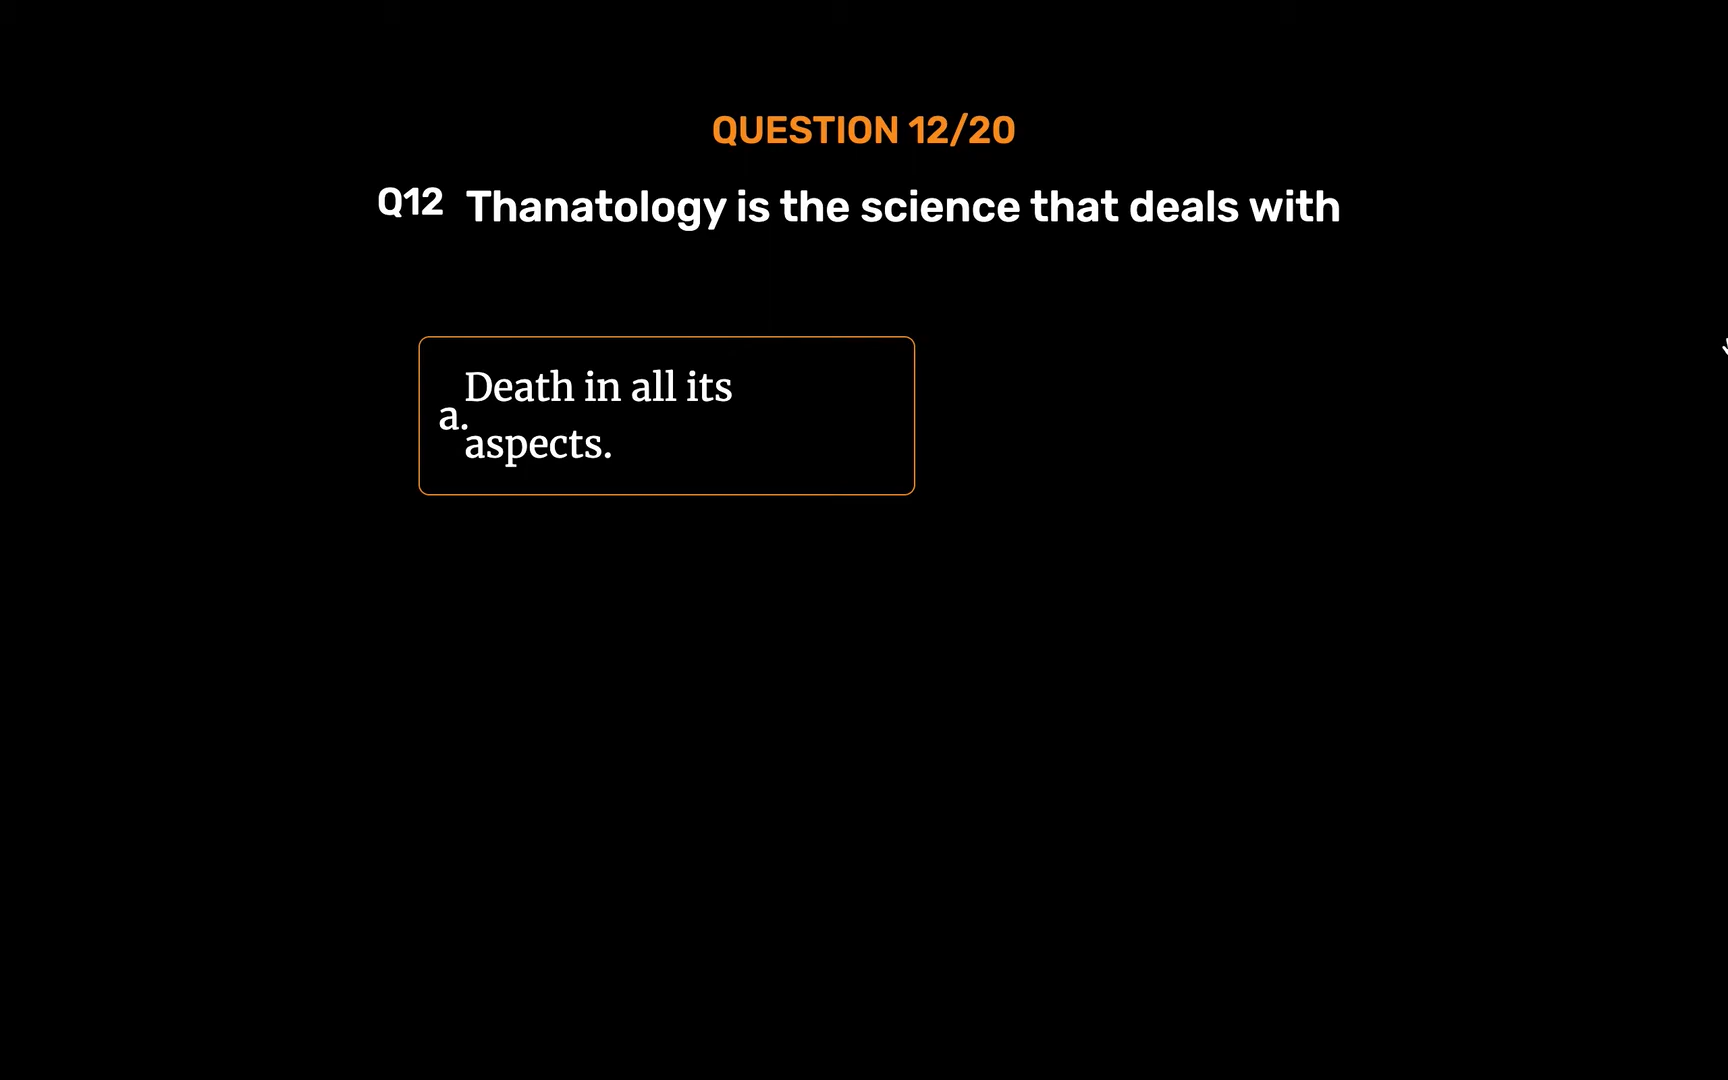 QUESTION 12/20
Q12 Thanatology is the science that deals with
a. Death in all its
aspects.